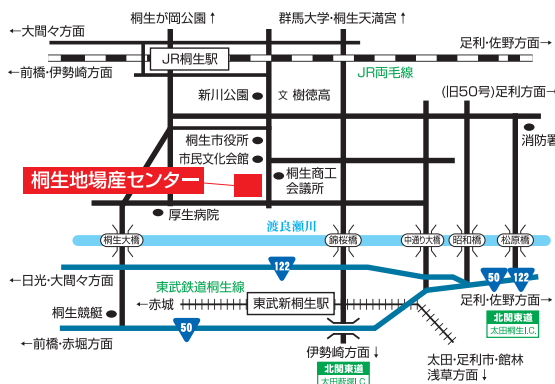 桐生が岡公園↑
群馬大学・桐生天満宮↑
←大間々方面
足利・佐野方面→
JR桐生駅
←前橋・伊勢崎方面
JR両毛線
新川公園
文 樹徳高
(旧50号)足利方面→
消防署
桐生市役所
市民文化会館
桐生商工
会議所
桐生地場産センター
厚生病院
渡良瀬川
桐生大橋
錦桜橋
中通り大橋
昭和橋
松原橋
122
50
122
←日光・大間々方面
東武鉄道桐生線
足利・佐野方面→
←赤城
東武新桐生駅
北関東道
太田桐生I.C.
桐生競艇
50
←前橋・赤堀方面
伊勢崎方面↓
北関東道
太田藪塚I.C.
太田・足利市・館林
浅草方面↓